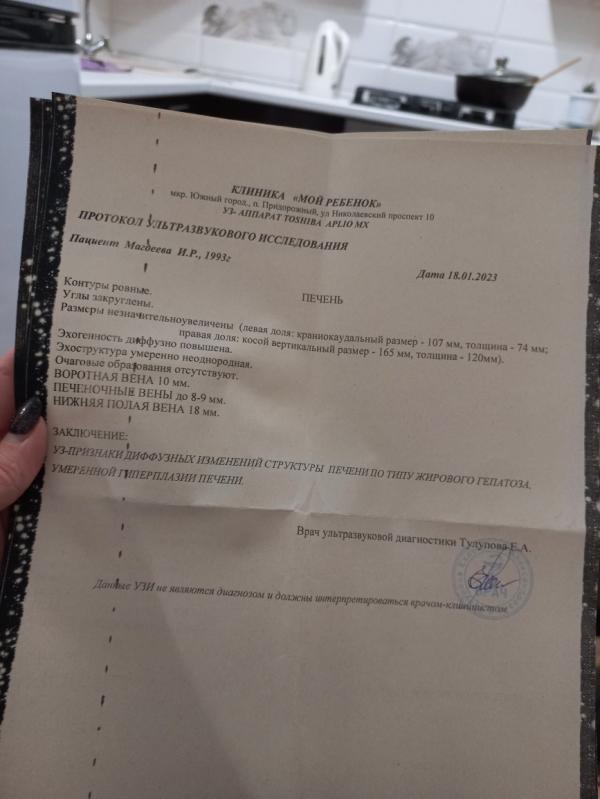 КЛИНИКА «МОЙ РЕБЕНОК»
мкр. Южный город., п. Придорожный, ул Николаевский проспект 10
УЗ- АППАРАТ TOSHIBA APLIO MX
ПРОТОКОЛ УЛЬТРАЗВУКОВОГО ИССЛЕДОВАНИЯ
Пациент Магдеева И.Р., 1993г
Дата 18.01.2023
ПЕЧЕНЬ
Контуры ровные.
Углы закруглены.
Размеры незначительноувеличены (левая доля: краниокаудальный размер - 107 мм, толщина - 74 мм;
правая доля: косой вертикальный размер - 165 мм, толщина - 120мм).
Эхогенность диффузно повышена.
Эхоструктура умеренно неоднородная.
Очаговые образования отсутствуют.
ВОРОТНАЯ ВЕНА 10 мм.
ПЕЧЕНОЧНЫЕ ВЕНЫ до 8-9 мм.
НИЖНЯЯ ПОЛАЯ ВЕНА 18 мм.
ЗАКЛЮЧЕНИЕ:
УЗ-ПРИЗНАКИ ДИФФУЗНЫХ ИЗМЕНЕНИЙ СТРУКТУРЫ ПЕЧЕНИ ПО ТИПУ ЖИРОВОГО ГЕПАТОЗА,
УМЕРЕННОЙ ГИПЕРПЛАЗИИ ПЕЧЕНИ.
Врач ультразвуковой диагностики Тулупова Е.А.
ВРАЧ
Данные УЗИ не являются диагнозом и должны интерпретироваться врачом-клиницистом